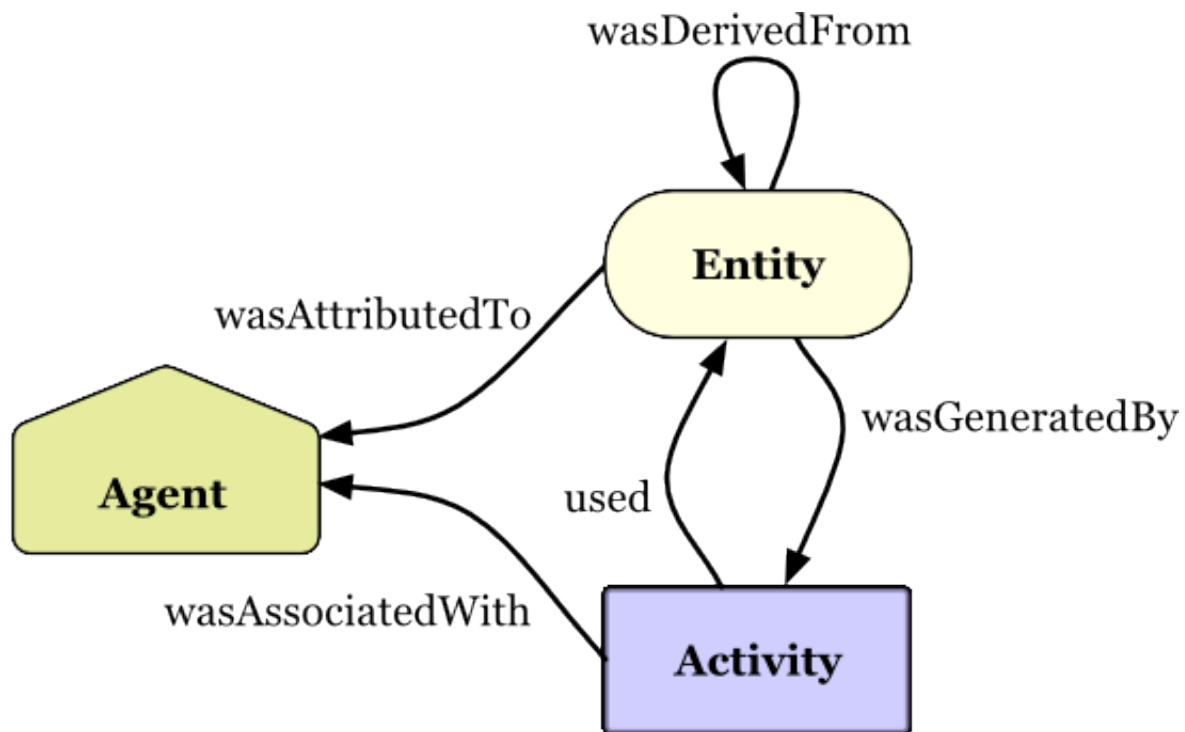 wasDerivedFrom
Entity
wasAttributedTo
wasGeneratedBy
Agent
used
wasAssociatedWith
Activity